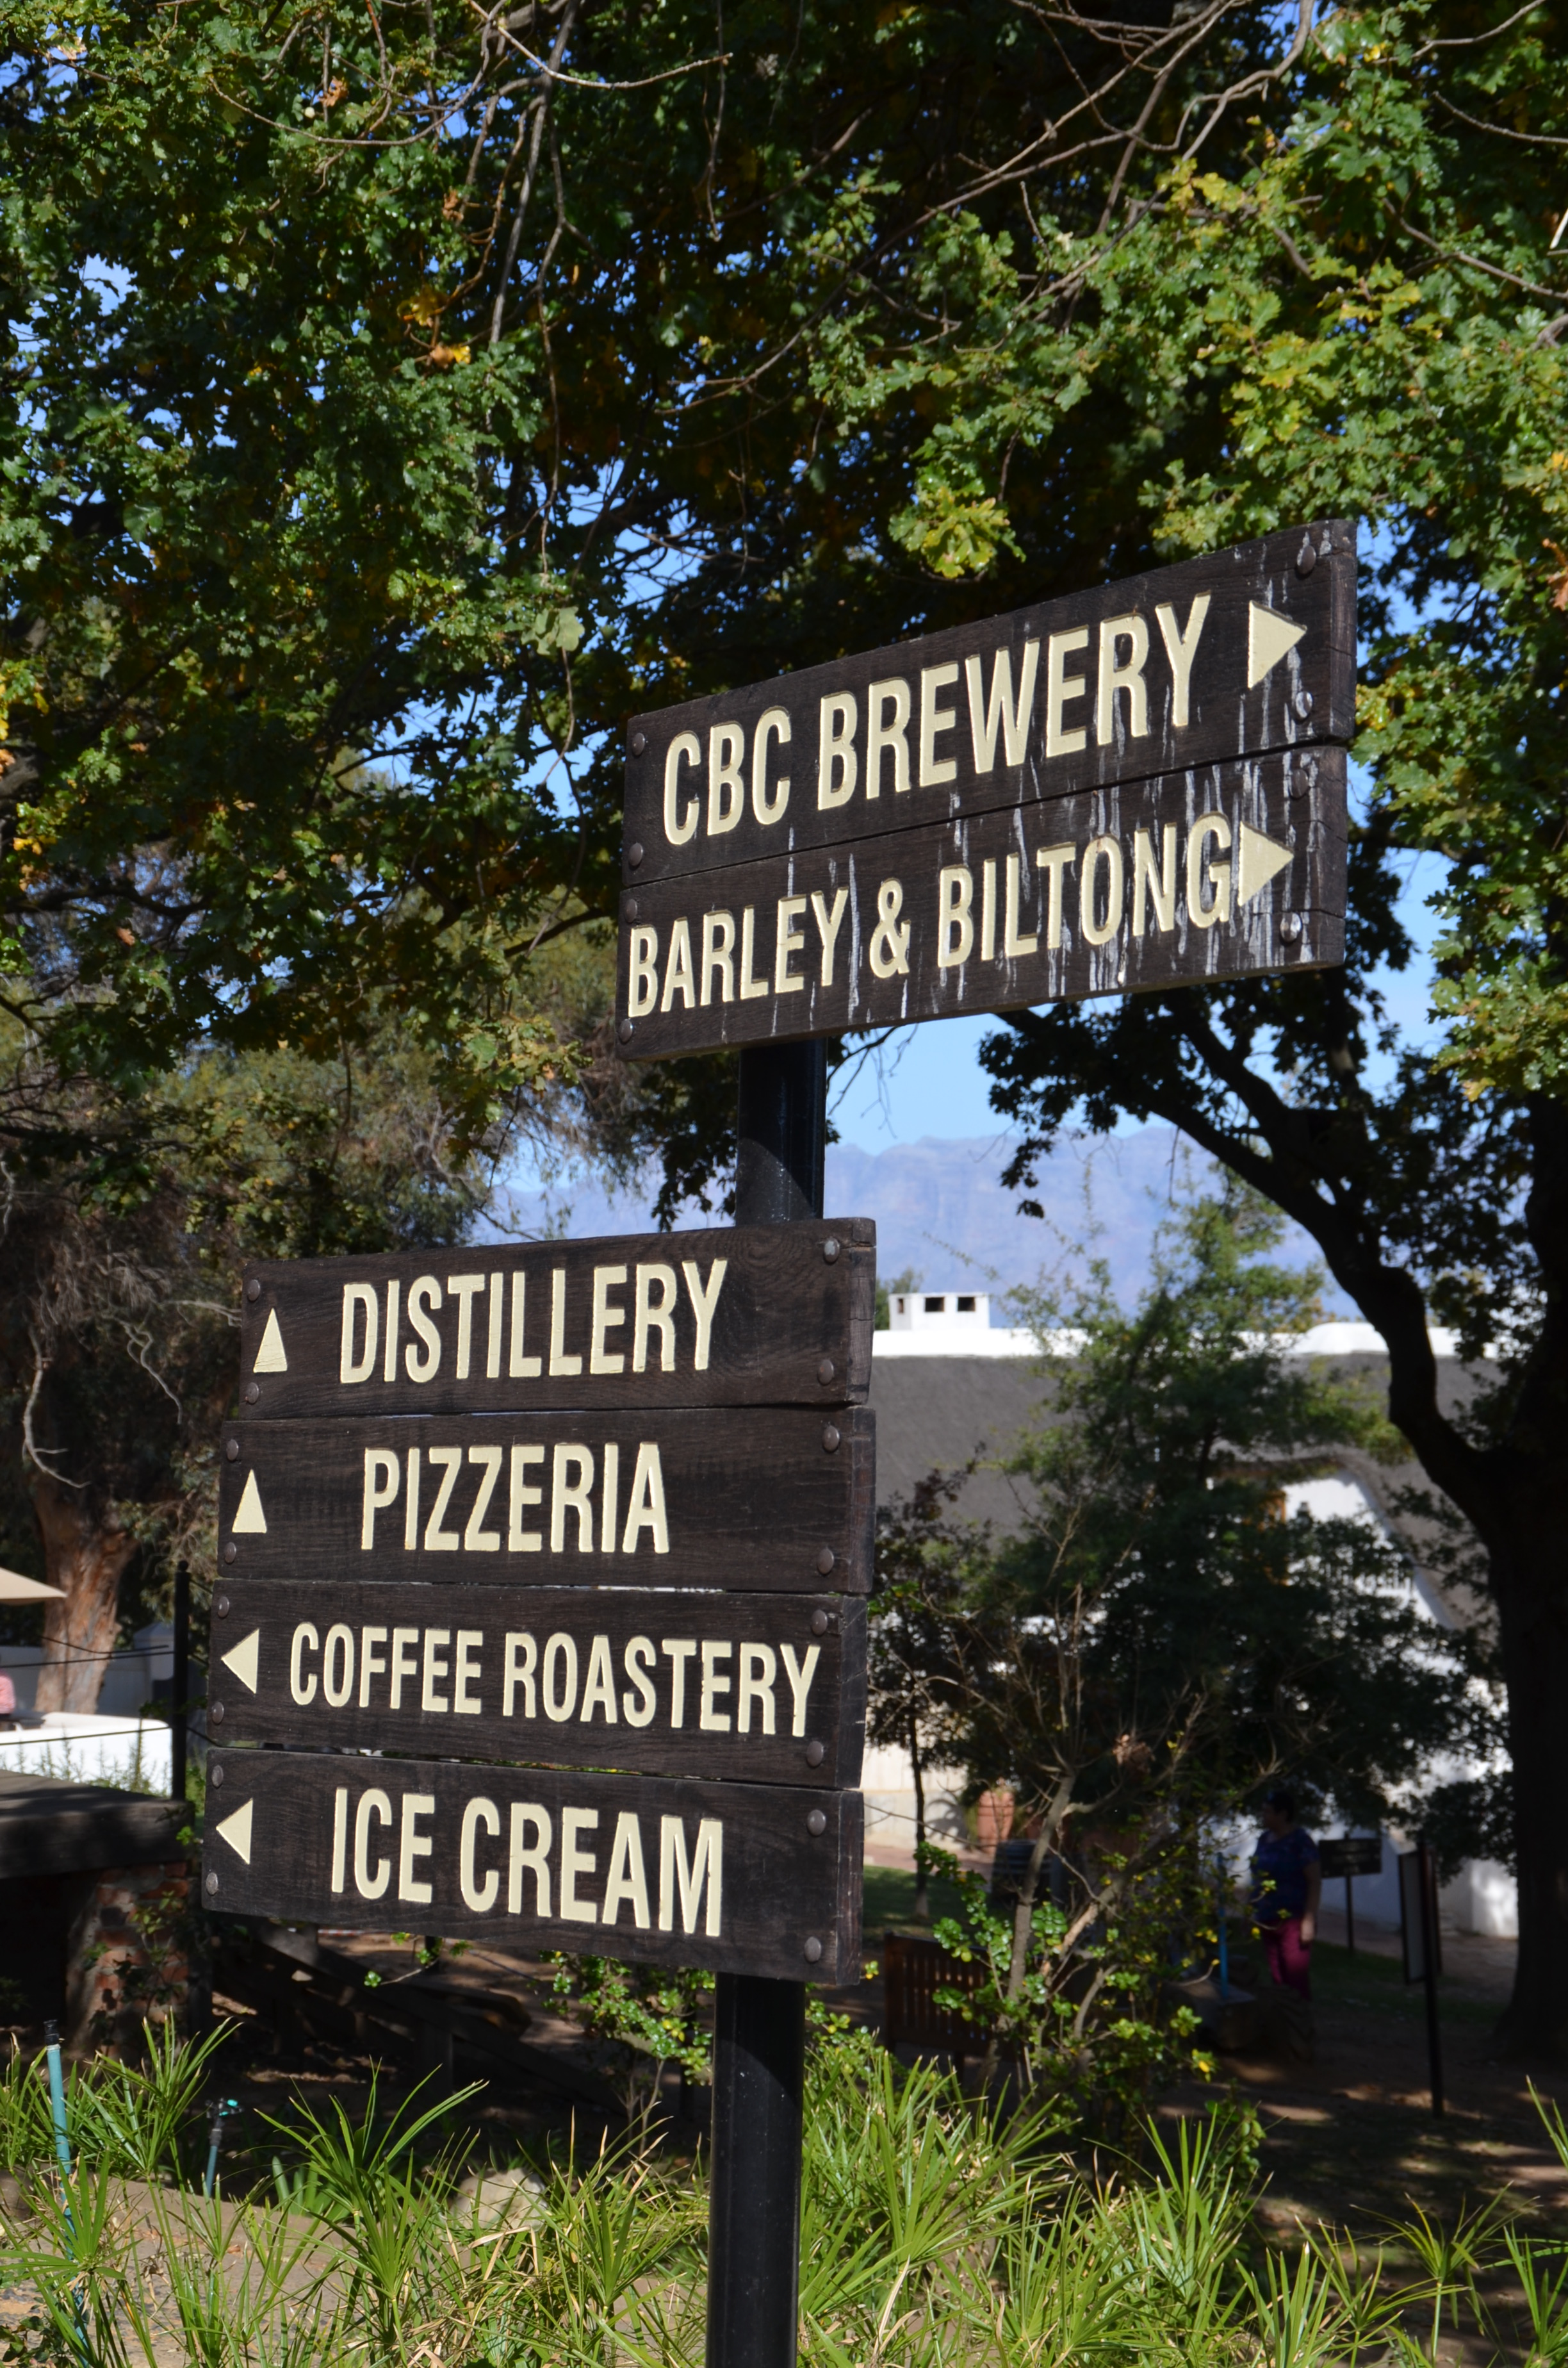 CBC BREWERY
BARLEY & BILTONG
DISTILLERY
PIZZERIA
COFFEE ROASTERY
ICE CREAM